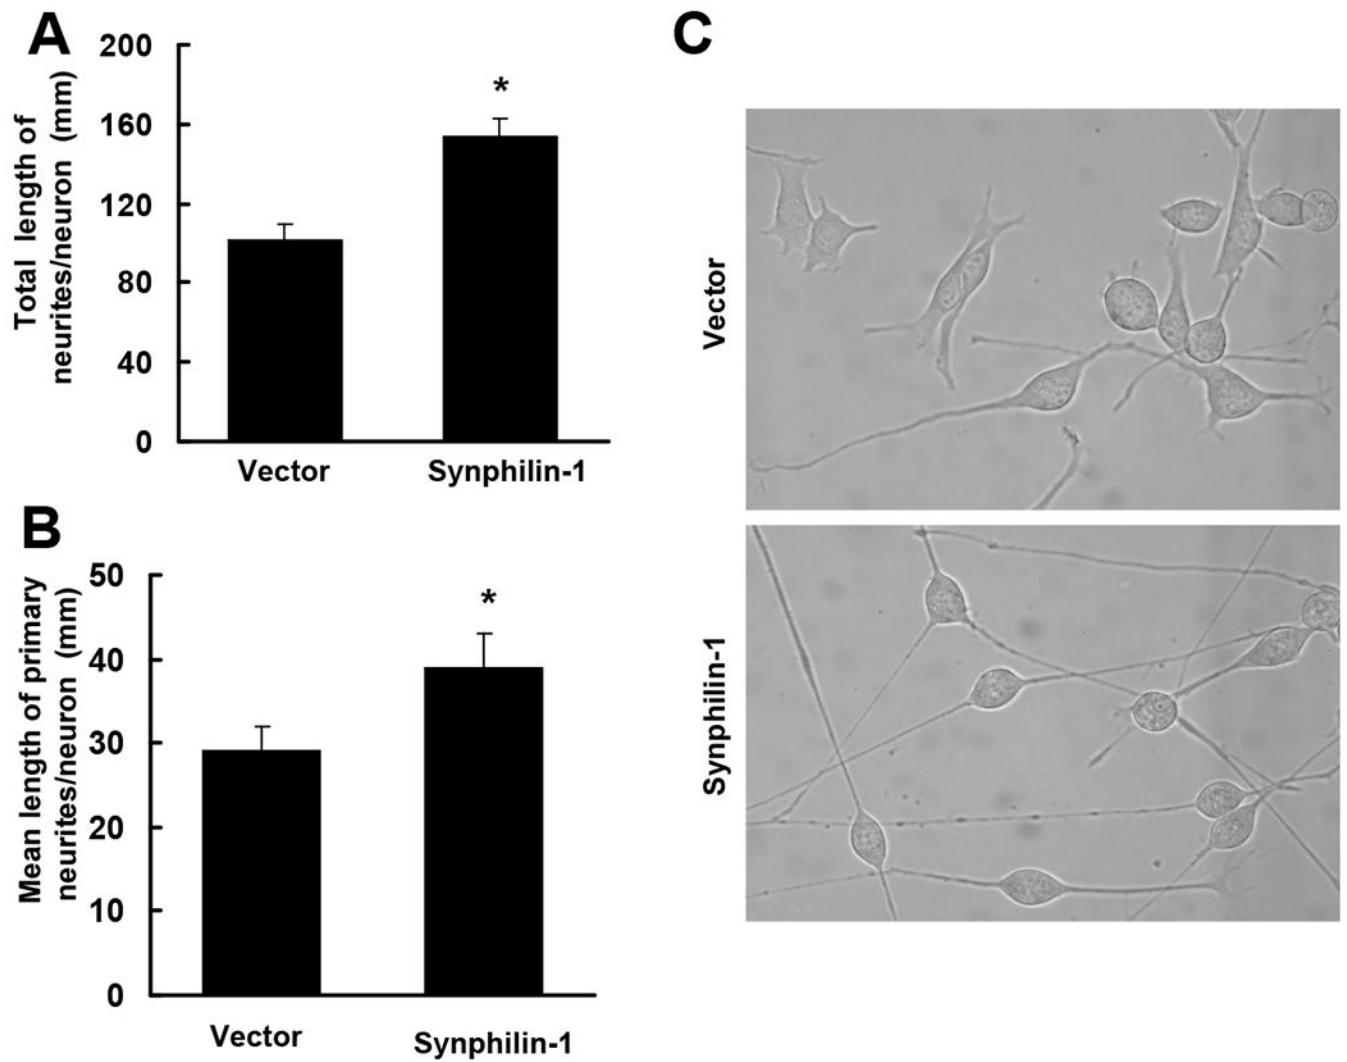 A
200
160
120
80
40
0
Total length of
neurites/neuron (mm)
*
Vector
Synphilin-1
B
50
40
30
20
10
0
Mean length of primary
neurites/neuron (mm)
*
Vector
Synphilin-1
C
Vector
Synphilin-1